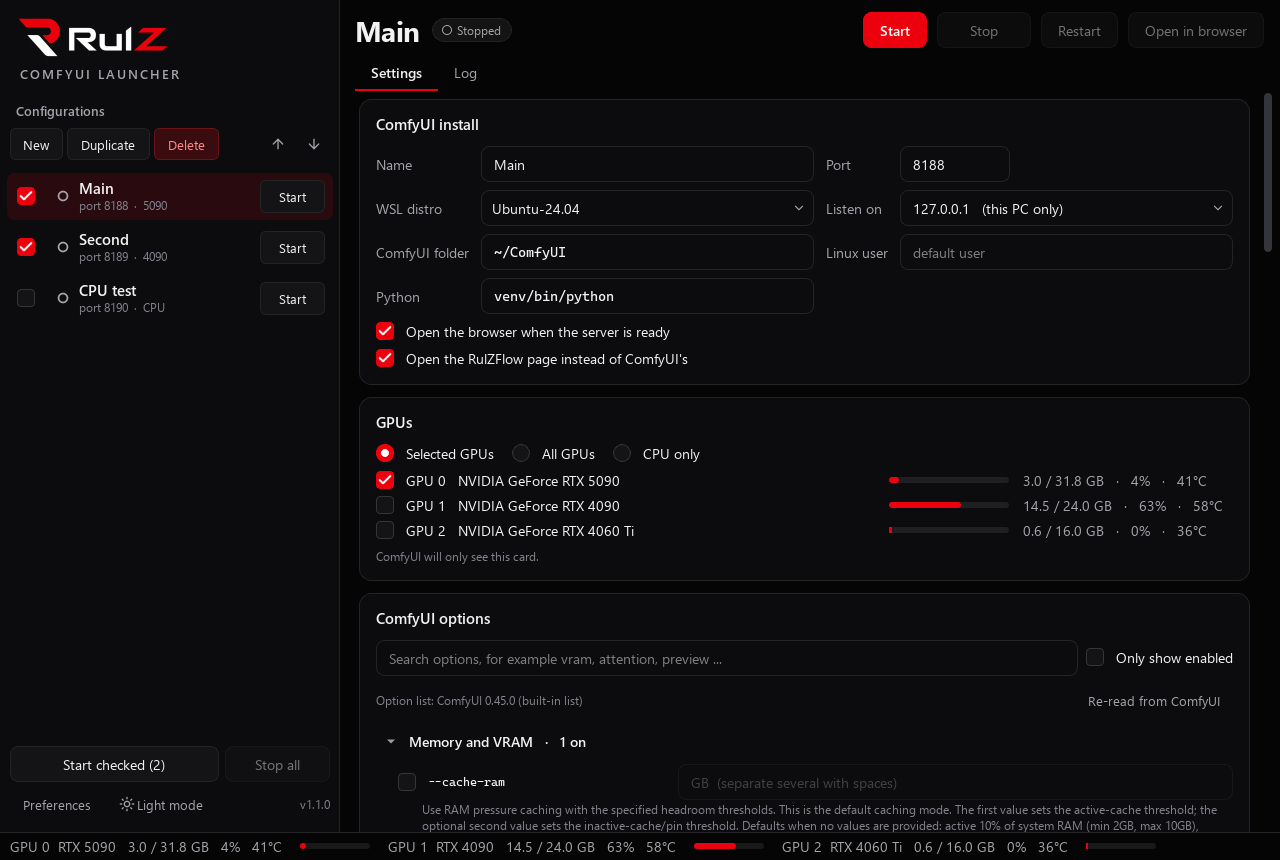 RulZ
COMFYUI LAUNCHER
Configurations
New Duplicate Delete
Main
port 8188 · 5090
Start
Second
port 8189 · 4090
Start
CPU test
port 8190 · CPU
Start
Start checked (2) Stop all
Preferences Light mode v1.1.0
Main Stopped Start Stop Restart Open in browser
Settings Log
ComfyUI install
Name Main Port 8188
WSL distro Ubuntu-24.04 Listen on 127.0.0.1 (this PC only)
ComfyUI folder ~/ComfyUI Linux user default user
Python venv/bin/python
Open the browser when the server is ready
Open the RulZFlow page instead of ComfyUI's
GPUs
Selected GPUs All GPUs CPU only
GPU 0 NVIDIA GeForce RTX 5090 3.0 / 31.8 GB · 4% · 41°C
GPU 1 NVIDIA GeForce RTX 4090 14.5 / 24.0 GB · 63% · 58°C
GPU 2 NVIDIA GeForce RTX 4060 Ti 0.6 / 16.0 GB · 0% · 36°C
ComfyUI will only see this card.
ComfyUI options
Search options, for example vram, attention, preview ... Only show enabled
Option list: ComfyUI 0.45.0 (built-in list) Re-read from ComfyUI
Memory and VRAM · 1 on
--cache-ram GB (separate several with spaces)
Use RAM pressure caching with the specified headroom thresholds. This is the default caching mode. The first value sets the active-cache threshold; the
optional second value sets the inactive-cache/pin threshold. Defaults when no values are provided: active 10% of system RAM (min 2GB, max 10GB),
GPU 0 RTX 5090 3.0 / 31.8 GB 4% 41°C GPU 1 RTX 4090 14.5 / 24.0 GB 63% 58°C GPU 2 RTX 4060 Ti 0.6 / 16.0 GB 0% 36°C